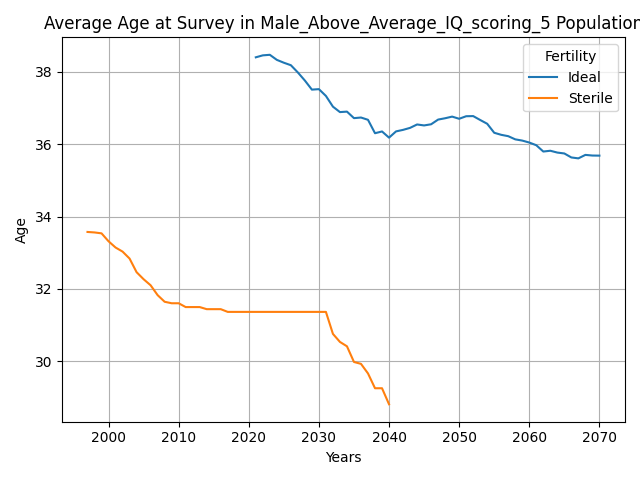 Average Age at Survey in Male_Above_Average_IQ_scoring_5 Population
Fertility
Ideal
Sterile
38
36
34
32
30
Age
2000 2010 2020 2030 2040 2050 2060 2070
Years